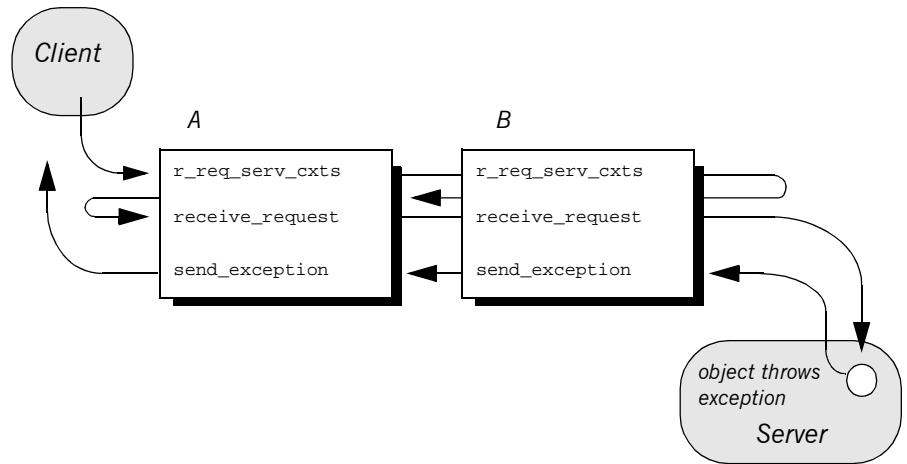 Client
A
B
r_req_serv_cxts
receive_request
send_exception
r_req_serv_cxts
receive_request
send_exception
object throws
exception
Server